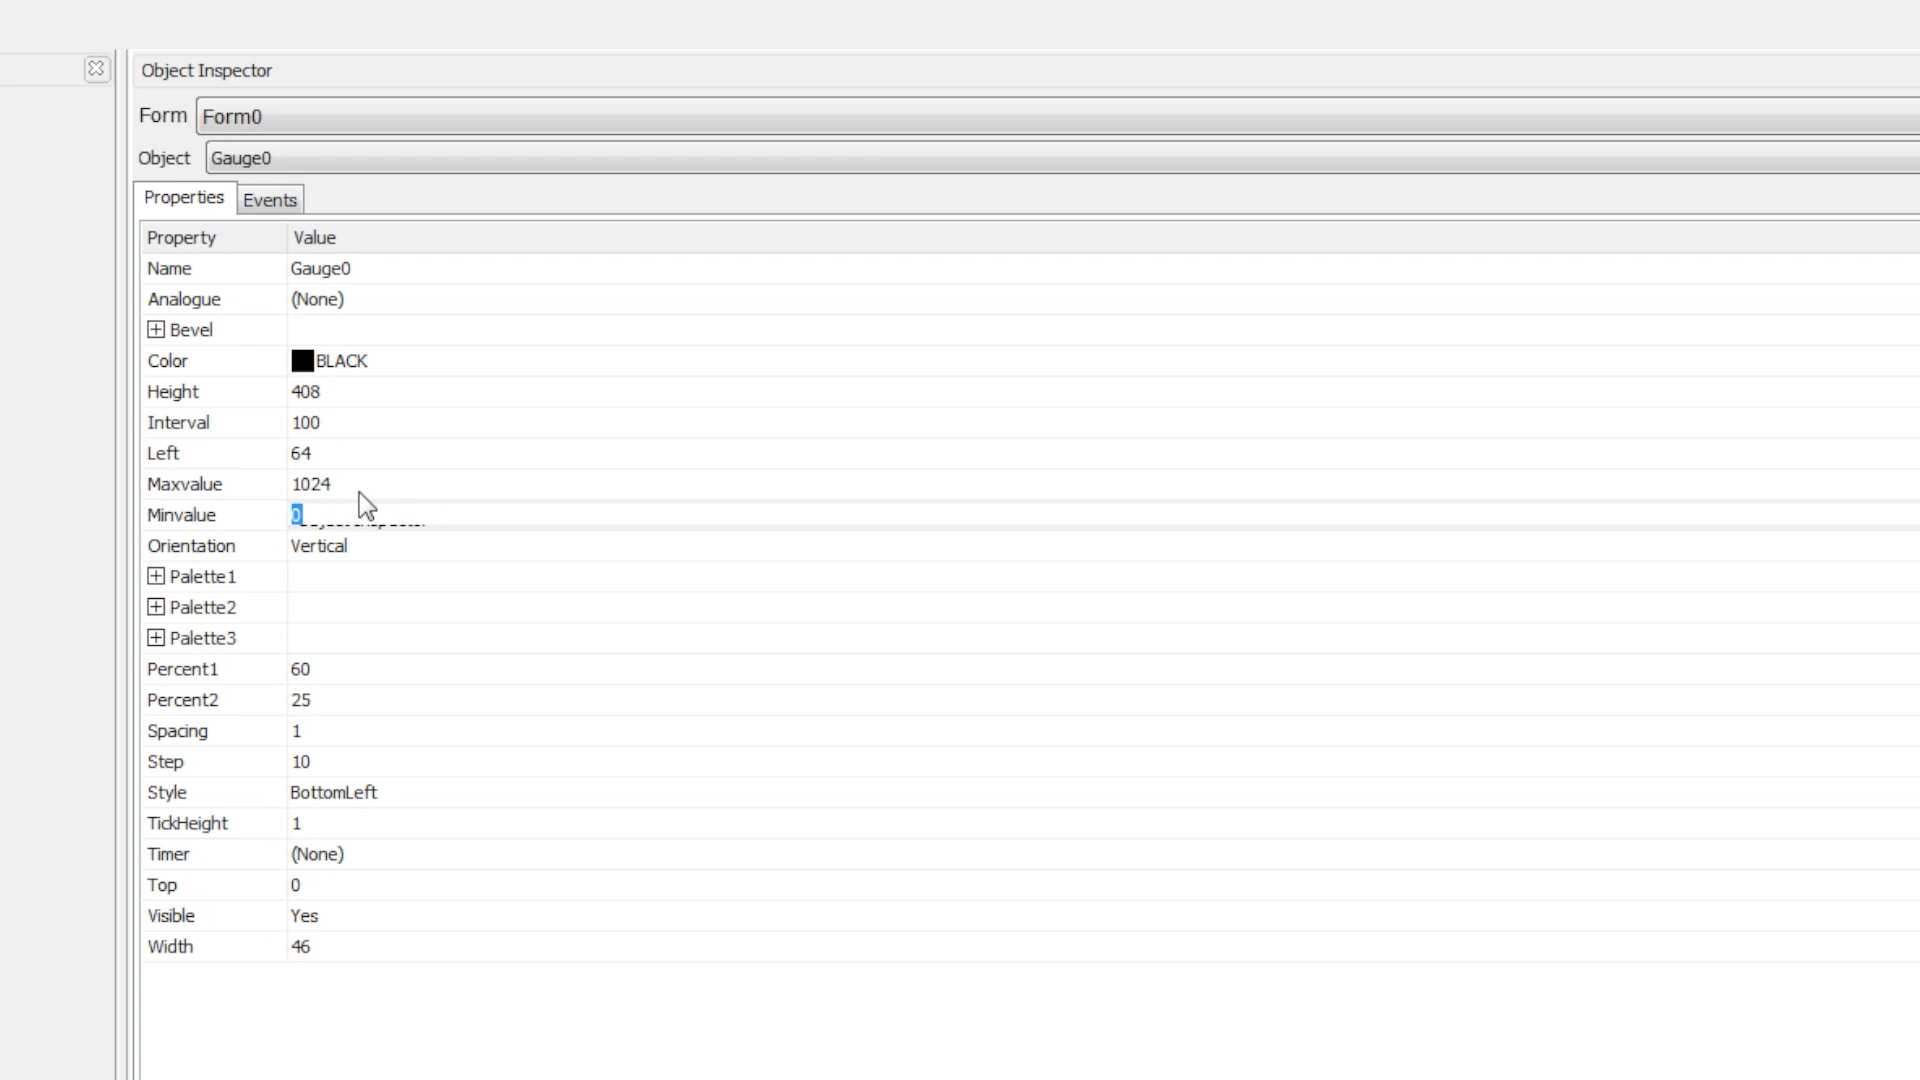 Object Inspector
Form Form0
Object Gauge0
Properties Events
Property Value
Name Gauge0
Analogue (None)
Bevel
Color BLACK
Height 408
Interval 100
Left 64
Maxvalue 1024
Minvalue 0
Orientation Vertical
Palette1
Palette2
Palette3
Percent1 60
Percent2 25
Spacing 1
Step 10
Style BottomLeft
TickHeight 1
Timer (None)
Top 0
Visible Yes
Width 46